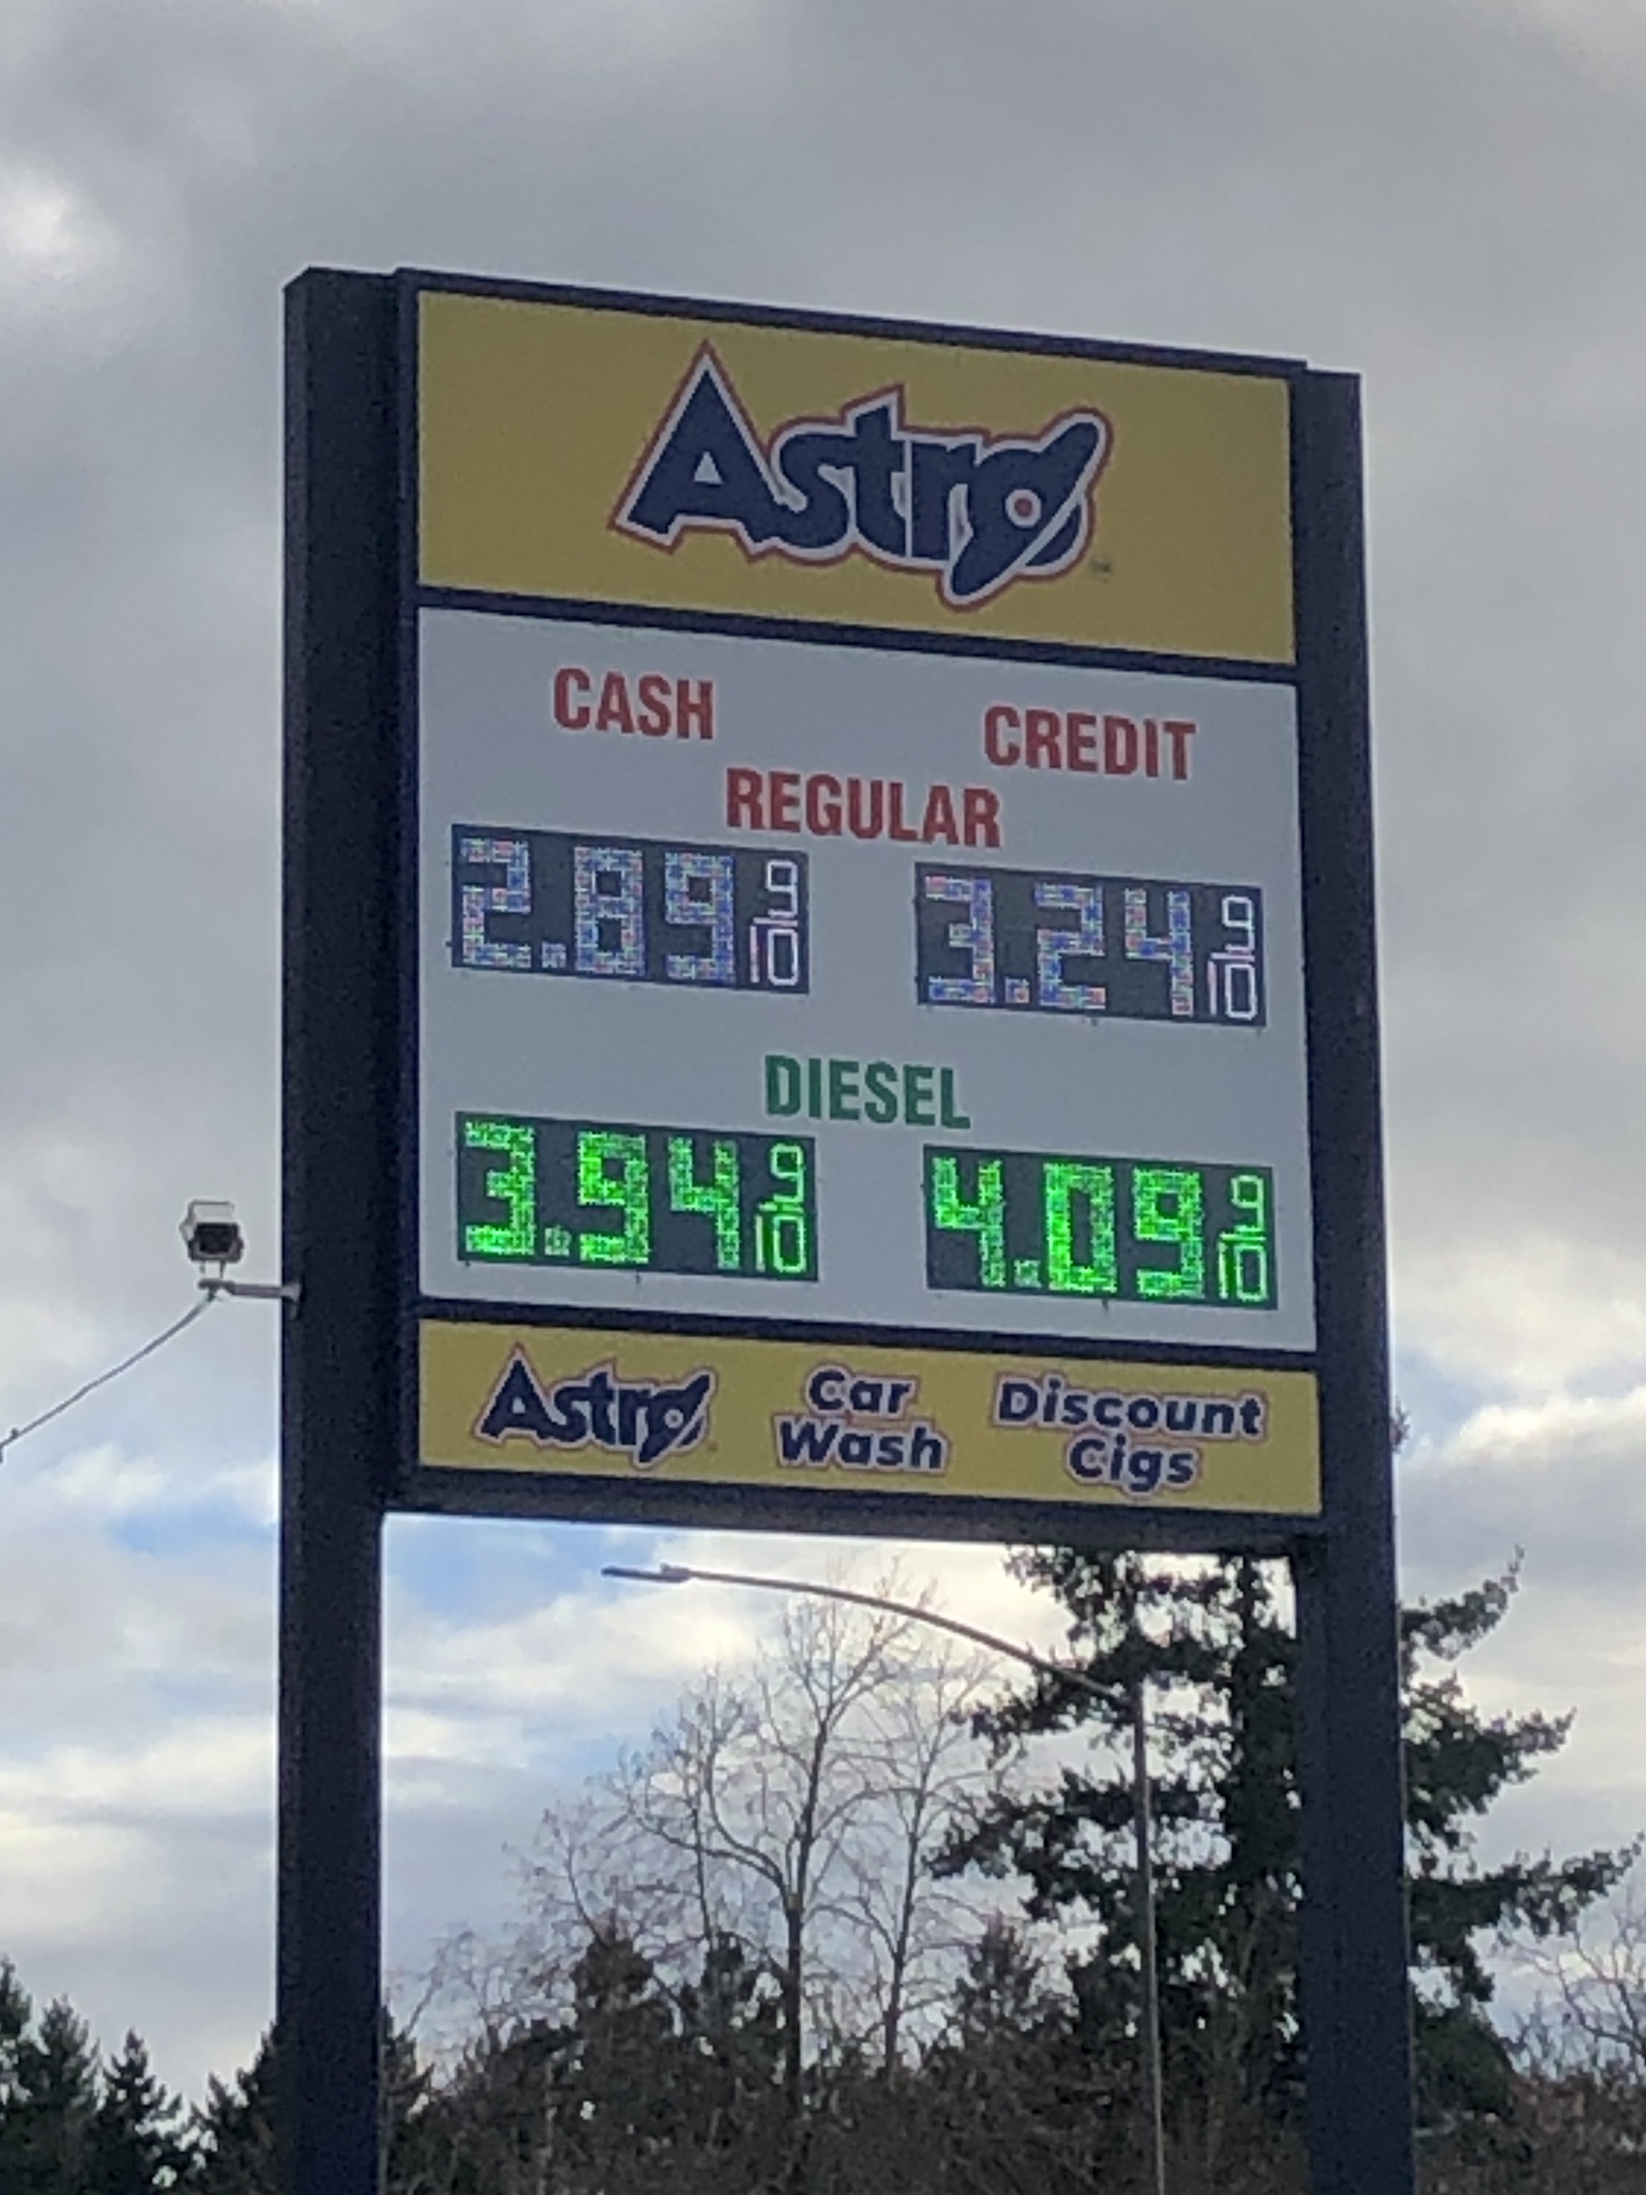 Astro
CASH CREDIT
REGULAR
2.89 9/10 3.24 9/10
DIESEL
3.94 9/10 4.09 9/10
Astro Car Wash Discount Cigs